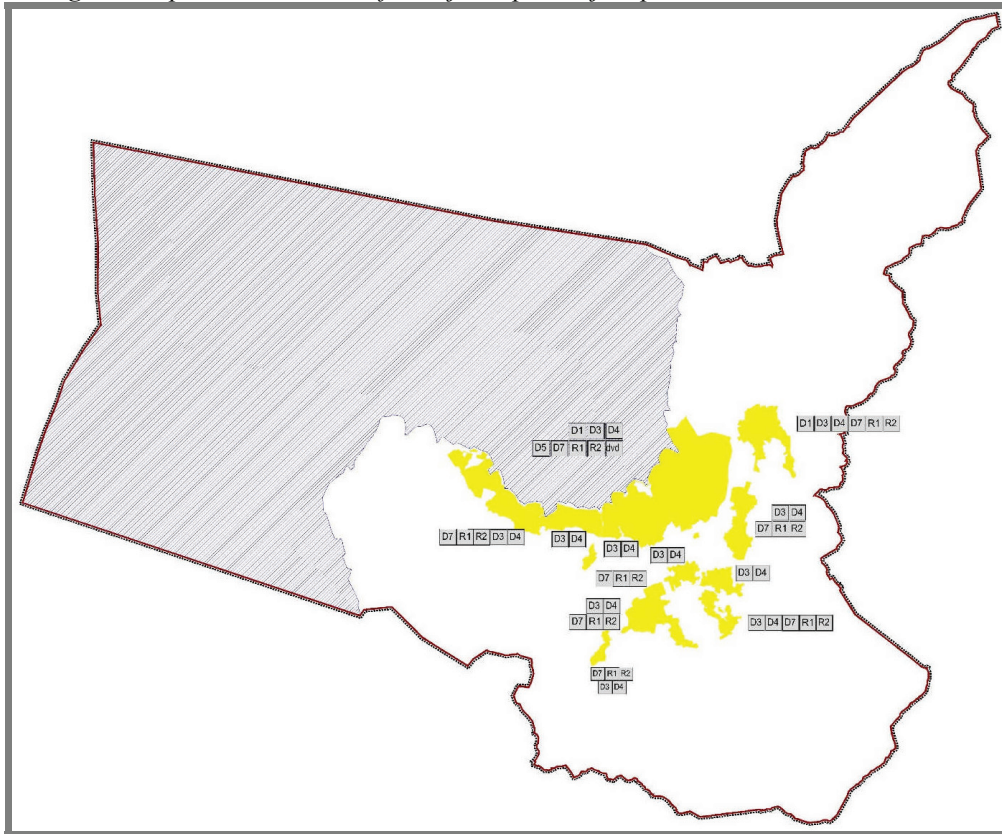 D1 D3 D4
D5 D7 R1 R2 dvd
D1 D3 D4 D7 R1 R2
D3 D4
D7 R1 R2
D7 R1 R2 D3 D4
D3 D4
D3 D4
D3 D4
D7 R1 R2
D3 D4
D3 D4
D7 R1 R2
D3 D4 D7 R1 R2
D7 R1 R2
D3 D4